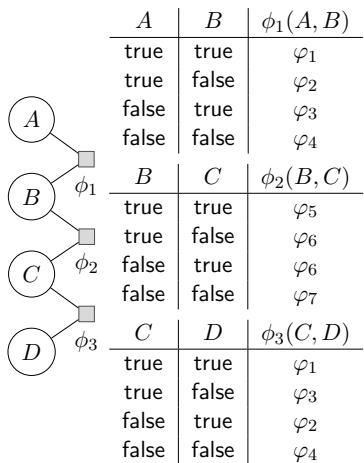 A B ϕ₁(A, B)
true true φ₁
true false φ₂
false true φ₃
false false φ₄
A
ϕ₁
B
B C ϕ₂(B, C)
true true φ₅
true false φ₆
false true φ₆
false false φ₇
ϕ₂
C
C D ϕ₃(C, D)
true true φ₁
true false φ₃
false true φ₂
false false φ₄
ϕ₃
D